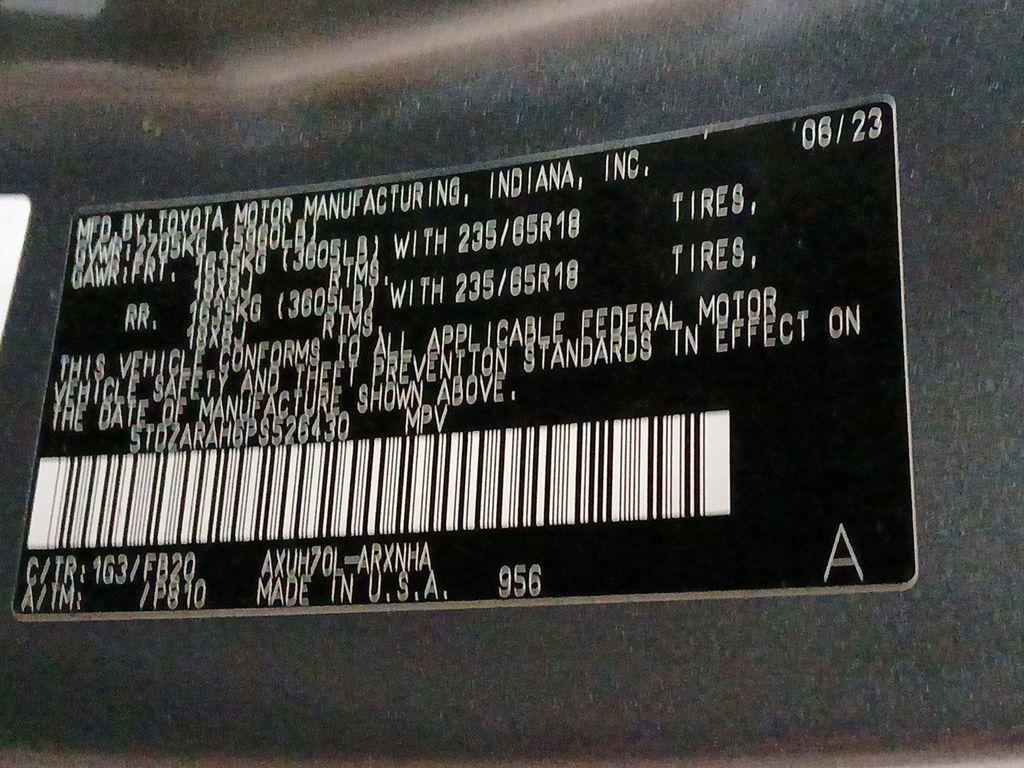 MFD.BY:TOYOTA MOTOR MANUFACTURING, INDIANA, INC. 06/23
GVWR:2705KG (5960LB)
GAWR:FRT. 1635KG (3605LB) WITH 235/65R18 TIRES,
18X8J RIMS.
RR. 1635KG (3605LB) WITH 235/65R18 TIRES,
18X8J RIMS.
THIS VEHICLE CONFORMS TO ALL APPLICABLE FEDERAL MOTOR
VEHICLE SAFETY AND THEFT PREVENTION STANDARDS IN EFFECT ON
THE DATE OF MANUFACTURE SHOWN ABOVE.
MPV
C/TR:1G3/FB20 AXUH70L-ARXNHA
A/TM: /P810 MADE IN U.S.A. 956 A